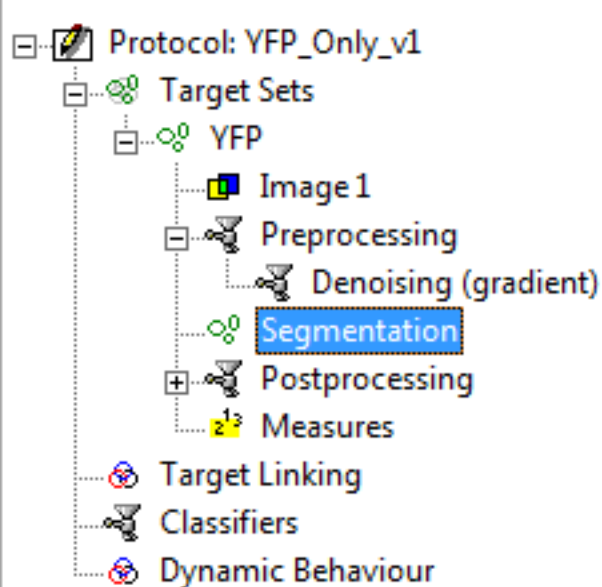 Protocol: YFP_Only_v1
Target Sets
YFP
Image 1
Preprocessing
Denoising (gradient)
Segmentation
Postprocessing
Measures
Target Linking
Classifiers
Dynamic Behaviour